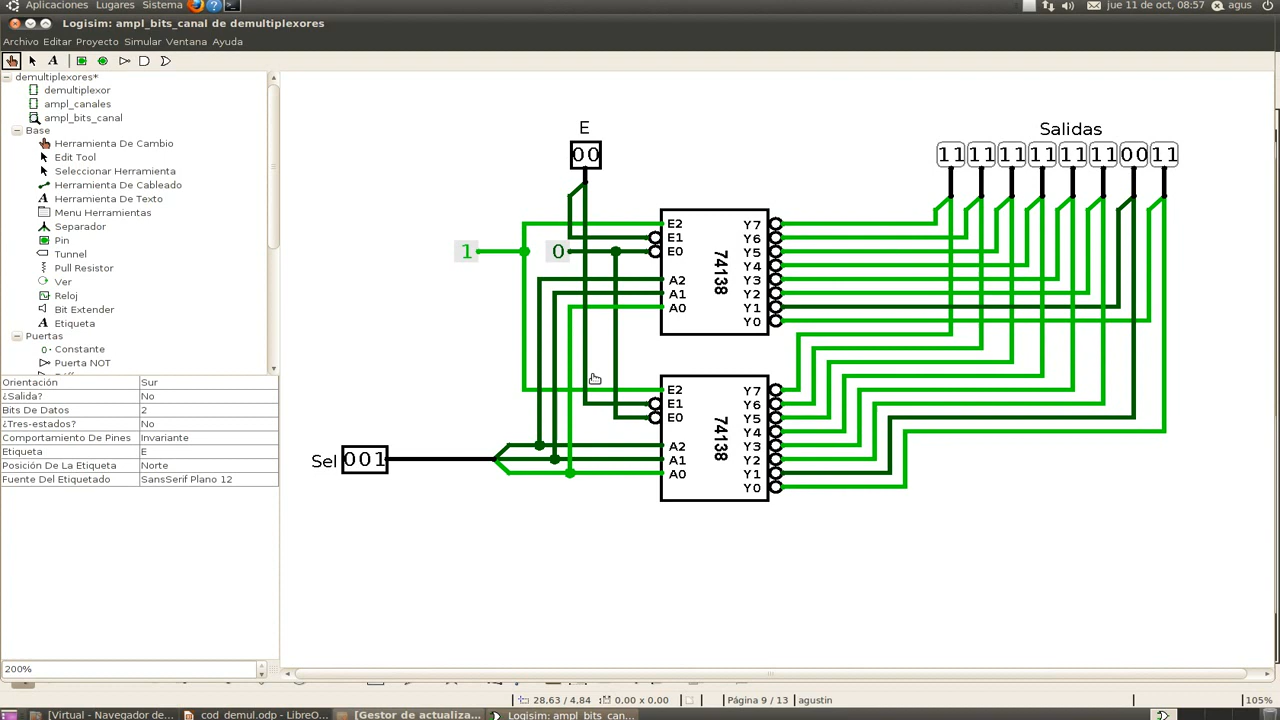 Aplicaciones Lugares Sistema jue 11 de oct, 08:57 agus
Logisim: ampl_bits_canal de demultiplexores
Archivo Editar Proyecto Simular Ventana Ayuda
demultiplexores*
demultiplexor
ampl_canales
ampl_bits_canal
Base
Herramienta De Cambio
Edit Tool
Seleccionar Herramienta
Herramienta De Cableado
Herramienta De Texto
Menu Herramientas
Separador
Pin
Tunnel
Pull Resistor
Ver
Reloj
Bit Extender
Etiqueta
Puertas
Constante
Puerta NOT
Orientación Sur
¿Salida? No
Bits De Datos 2
¿Tres-estados? No
Comportamiento De Pines Invariante
Etiqueta E
Posición De La Etiqueta Norte
Fuente Del Etiquetado SansSerif Plano 12
200%
E
00
Salidas
11 11 11 11 11 11 00 11
1
0
E2
E1
E0
A2
A1
A0
74138
Y7
Y6
Y5
Y4
Y3
Y2
Y1
Y0
Sel 001
E2
E1
E0
A2
A1
A0
74138
Y7
Y6
Y5
Y4
Y3
Y2
Y1
Y0
28,63 / 4,84 0,00 x 0,00 Página 9 / 13 agustin 105%
[Virtual - Navegador de... cod_demul.odp - LibreO... [Gestor de actualiza... Logisim: ampl_bits_can...